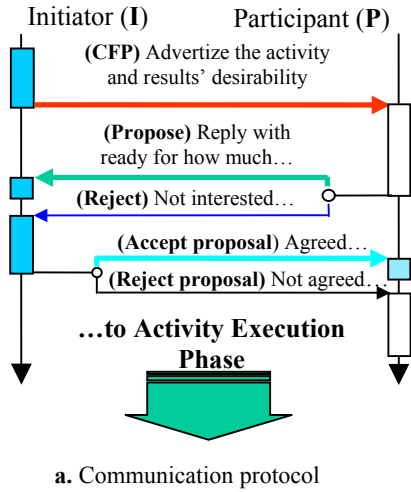 Initiator (I) Participant (P)
(CFP) Advertize the activity
and results’ desirability
(Propose) Reply with
ready for how much…
(Reject) Not interested…
(Accept proposal) Agreed…
(Reject proposal) Not agreed…
…to Activity Execution
Phase
a. Communication protocol